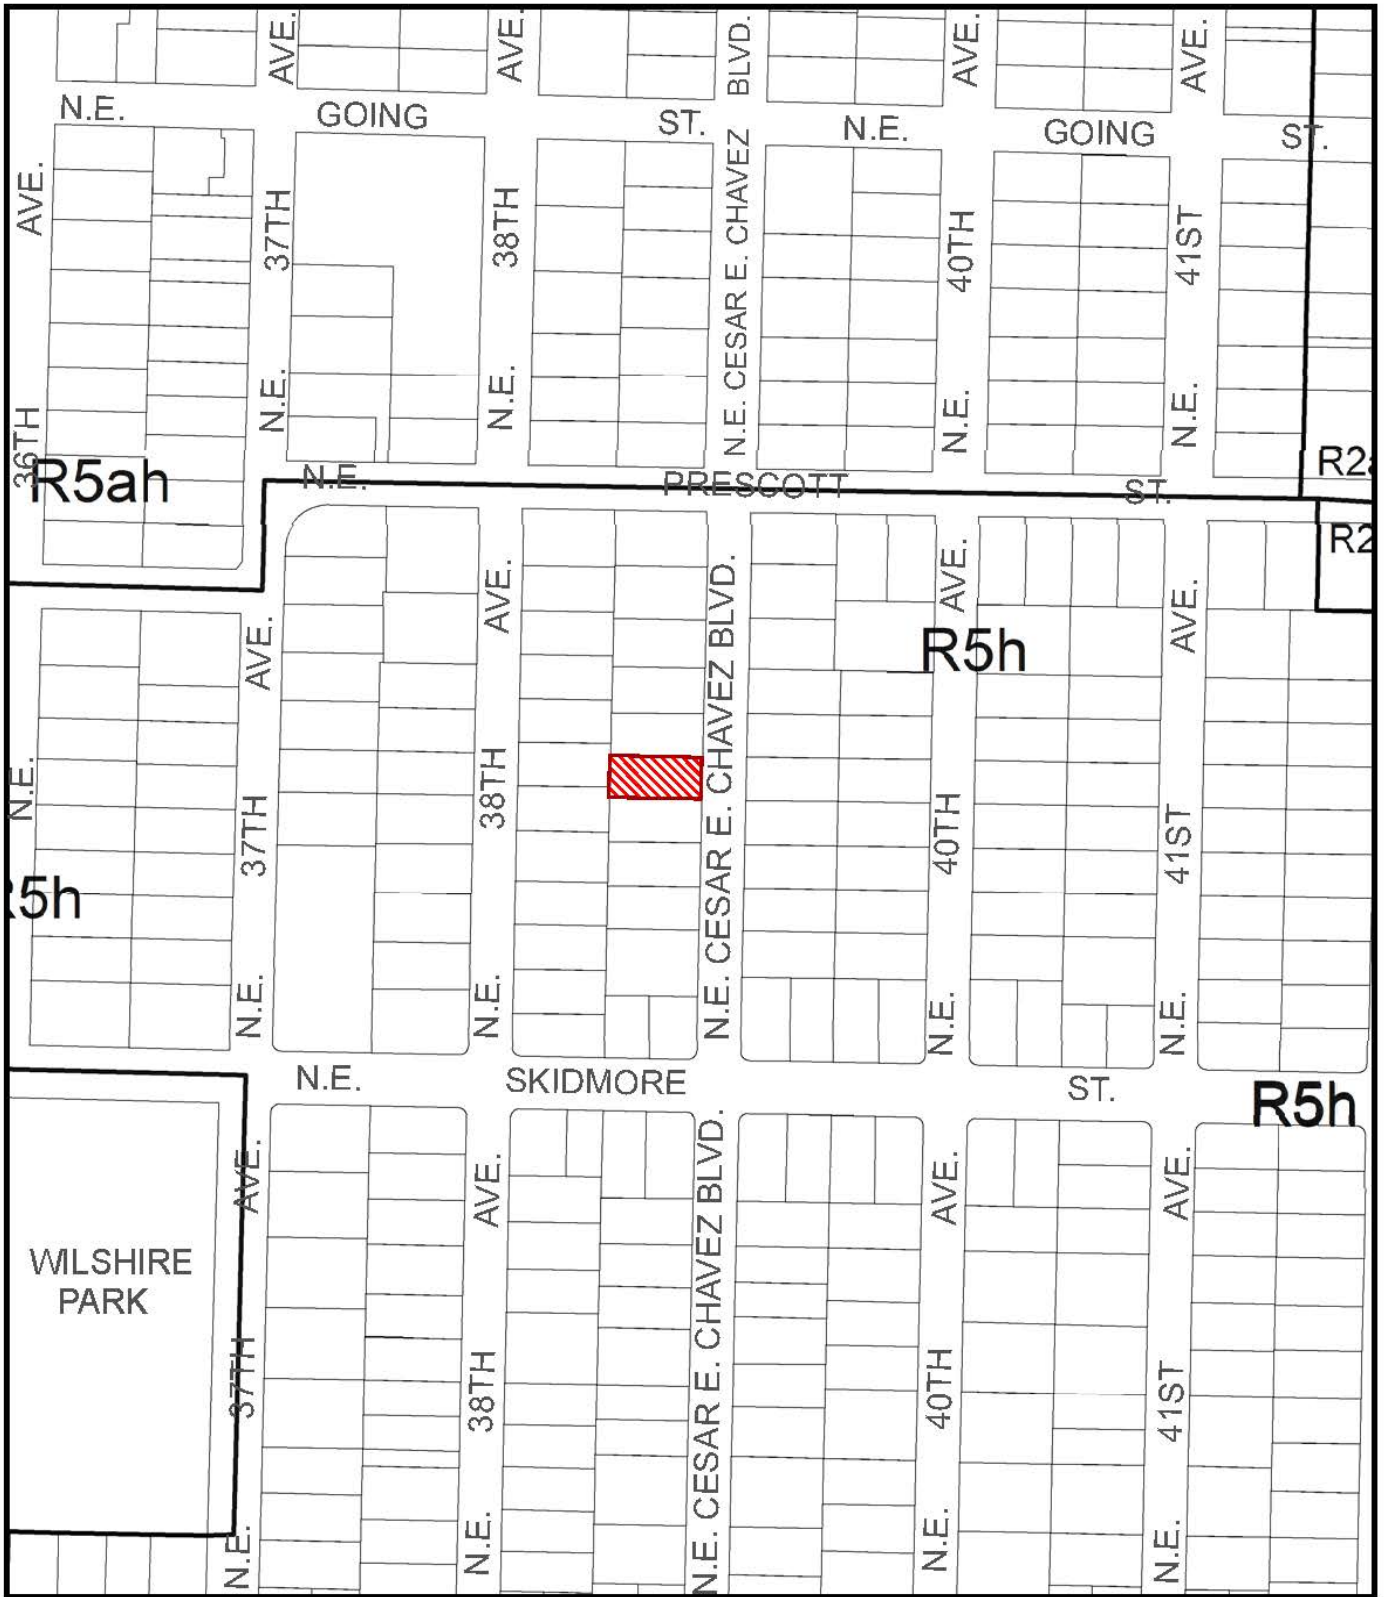 AVE.
AVE.
BLVD.
AVE.
AVE.
N.E.
GOING
ST.
N.E.
GOING
ST.
AVE.
36TH
37TH
N.E.
38TH
N.E.
N.E. CESAR E. CHAVEZ
40TH
N.E.
41ST
N.E.
R5ah
R2
N.E.
PRESCOTT
ST.
R2
AVE.
AVE.
N.E. CESAR E. CHAVEZ BLVD.
AVE.
AVE.
R5h
N.E.
37TH
N.E.
38TH
N.E.
40TH
N.E.
41ST
N.E.
R5h
N.E.
SKIDMORE
ST.
R5h
AVE.
AVE.
N.E. CESAR E. CHAVEZ BLVD.
AVE.
AVE.
WILSHIRE
PARK
37TH
N.E.
38TH
N.E.
40TH
N.E.
41ST
N.E.